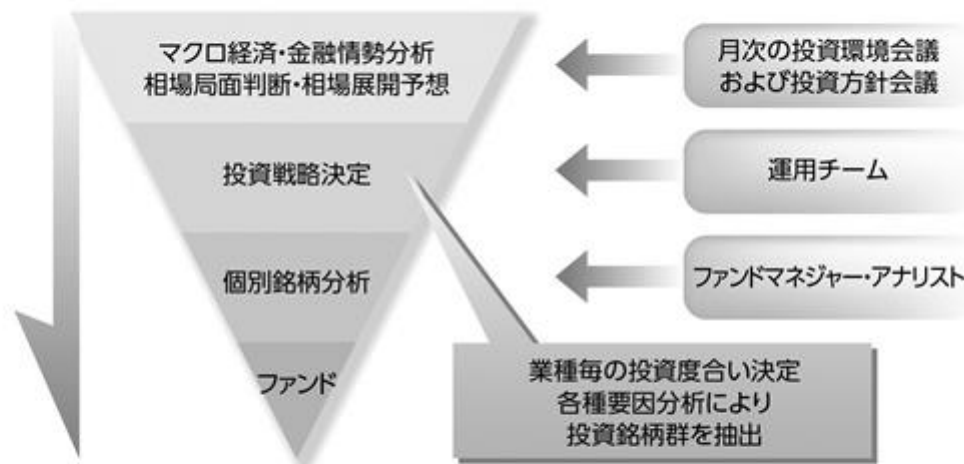 マクロ経済・金融情勢分析
相場局面判断・相場展開予想
月次の投資環境会議
および投資方針会議
投資戦略決定
運用チーム
個別銘柄分析
ファンドマネジャー・アナリスト
ファンド
業種毎の投資度合い決定
各種要因分析により
投資銘柄群を抽出